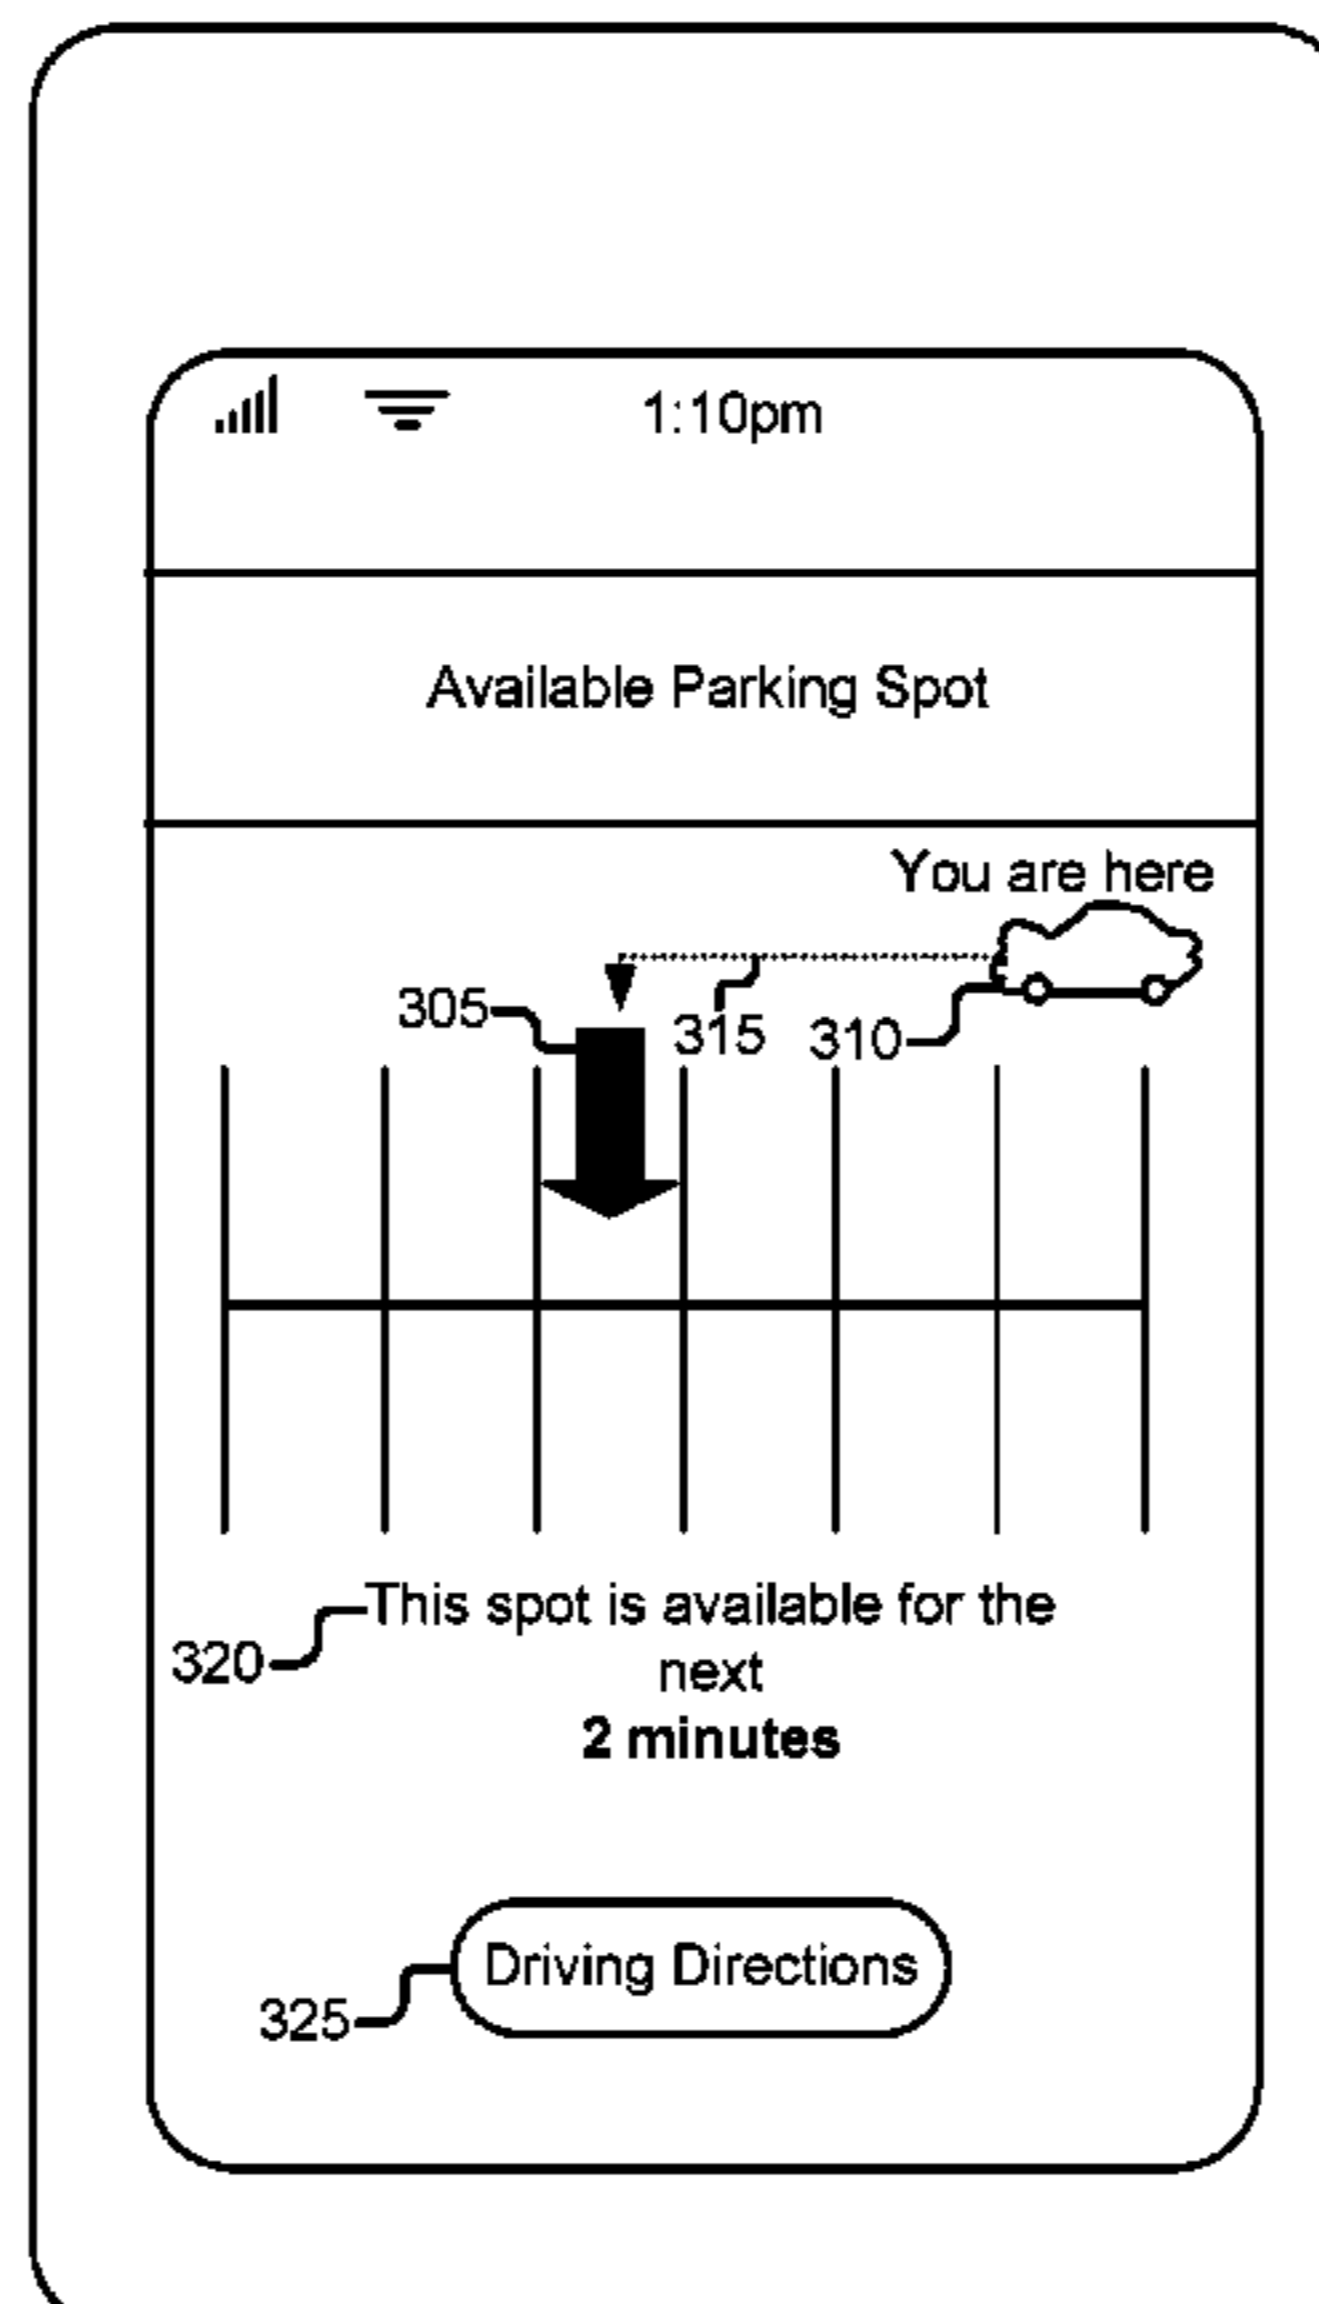 1:10pm
Available Parking Spot
You are here
305
315
310
This spot is available for the
320
next
2 minutes
Driving Directions
325